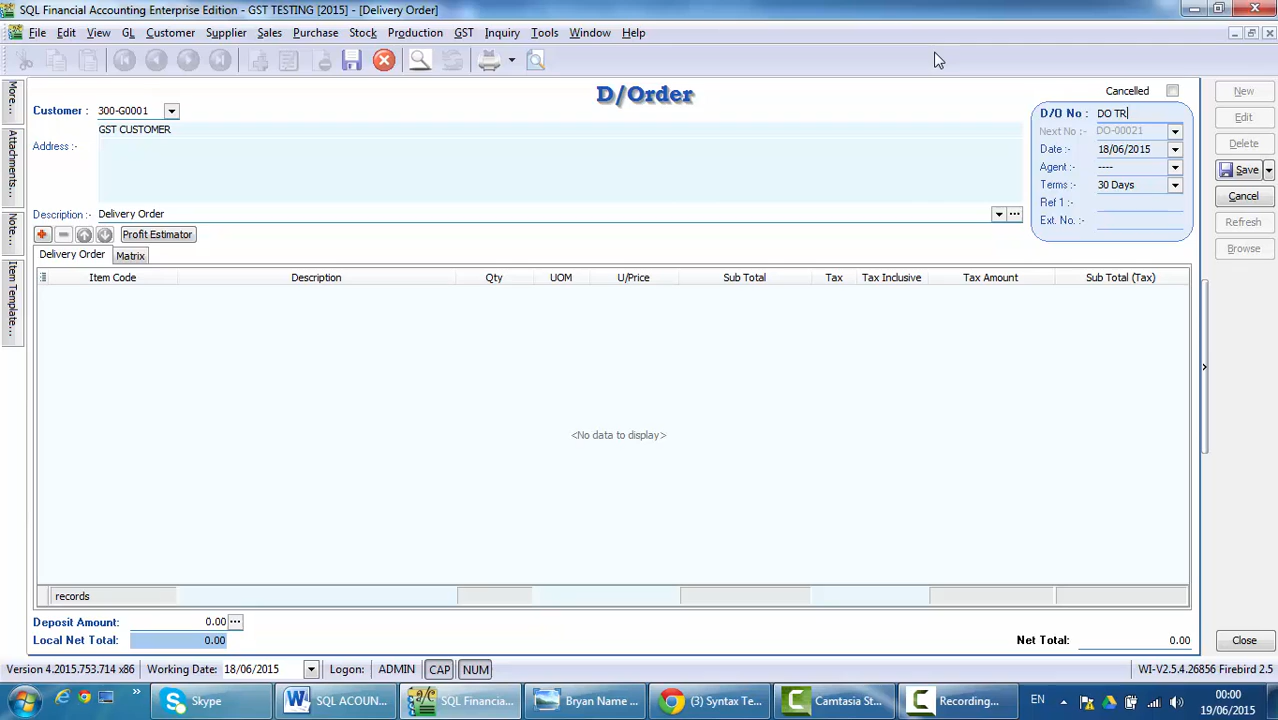 SQL Financial Accounting Enterprise Edition - GST TESTING [2015] - [Delivery Order]
File Edit View GL Customer Supplier Sales Purchase Stock Production GST Inquiry Tools Window Help
D/Order
Cancelled
Customer : 300-G0001
GST CUSTOMER
Address :-
Description :- Delivery Order
D/O No : DO TR
Next No :- DO-00021
Date :- 18/06/2015
Agent :- ----
Terms :- 30 Days
Ref 1 :-
Ext. No. :-
New
Edit
Delete
Save
Cancel
Refresh
Browse
More...
Attachments...
Note...
Item Template...
Profit Estimator
Delivery Order Matrix
Item Code Description Qty UOM U/Price Sub Total Tax Tax Inclusive Tax Amount Sub Total (Tax)
<No data to display>
records
Deposit Amount: 0.00
Local Net Total: 0.00
Net Total: 0.00
Close
Version 4.2015.753.714 x86 Working Date: 18/06/2015 Logon: ADMIN CAP NUM WI-V2.5.4.26856 Firebird 2.5
Skype SQL ACOUN... SQL Financia... Bryan Name ... (3) Syntax Te... Camtasia St... Recording... EN 00:00
19/06/2015